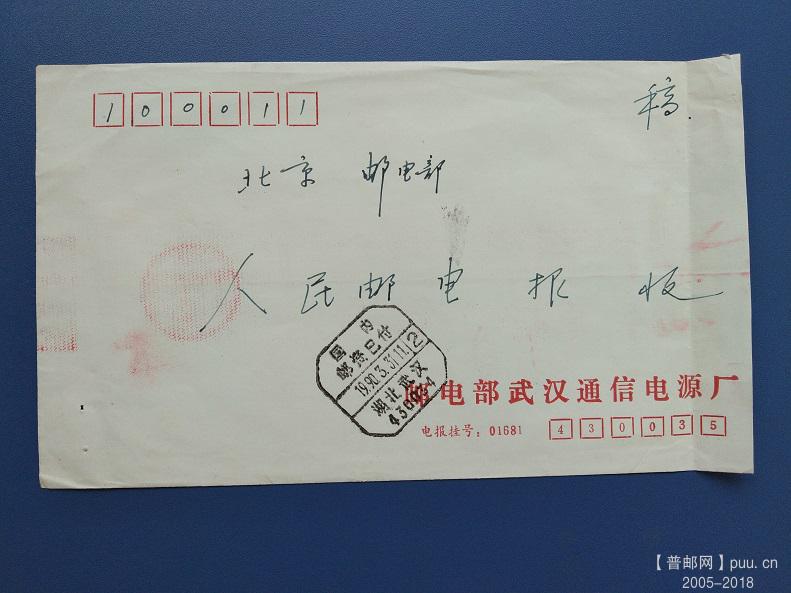 100011
稿.
北京 邮电部
人民邮电报 收
国内
邮资已付
1990.3.31.11 ②
湖北武汉
邮电部武汉通信电源厂
电报挂号：01681 430035
【普邮网】puu.cn
2005-2018